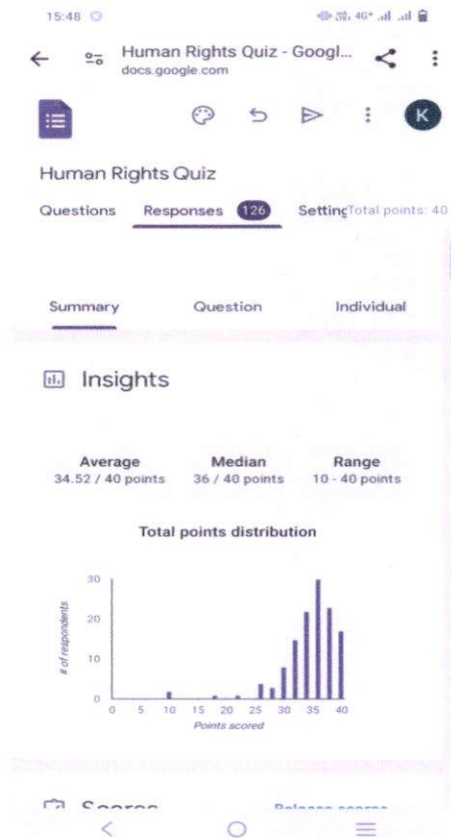 15:48
4G+
Human Rights Quiz - Googl...
docs.google.com
K
Human Rights Quiz
Questions Responses 126 Setting Total points: 40
Summary Question Individual
Insights
Average Median Range
34.52 / 40 points 36 / 40 points 10 - 40 points
Total points distribution
# of respondents
30
20
10
0
0 5 10 15 20 25 30 35 40
Points scored
Scores Release scores